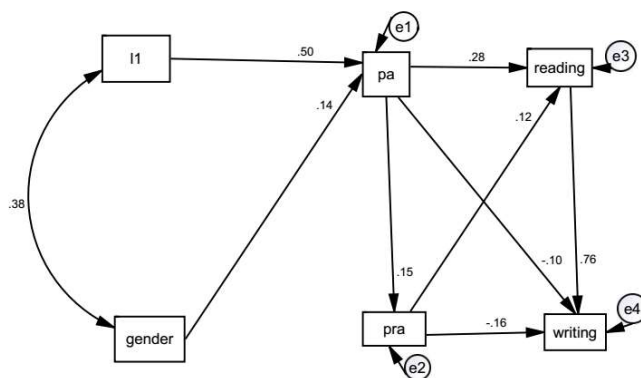 e1
l1
.50
pa
.28
reading
e3
.14
.12
.38
.15
-.10
.76
gender
pra
-.16
writing
e4
e2